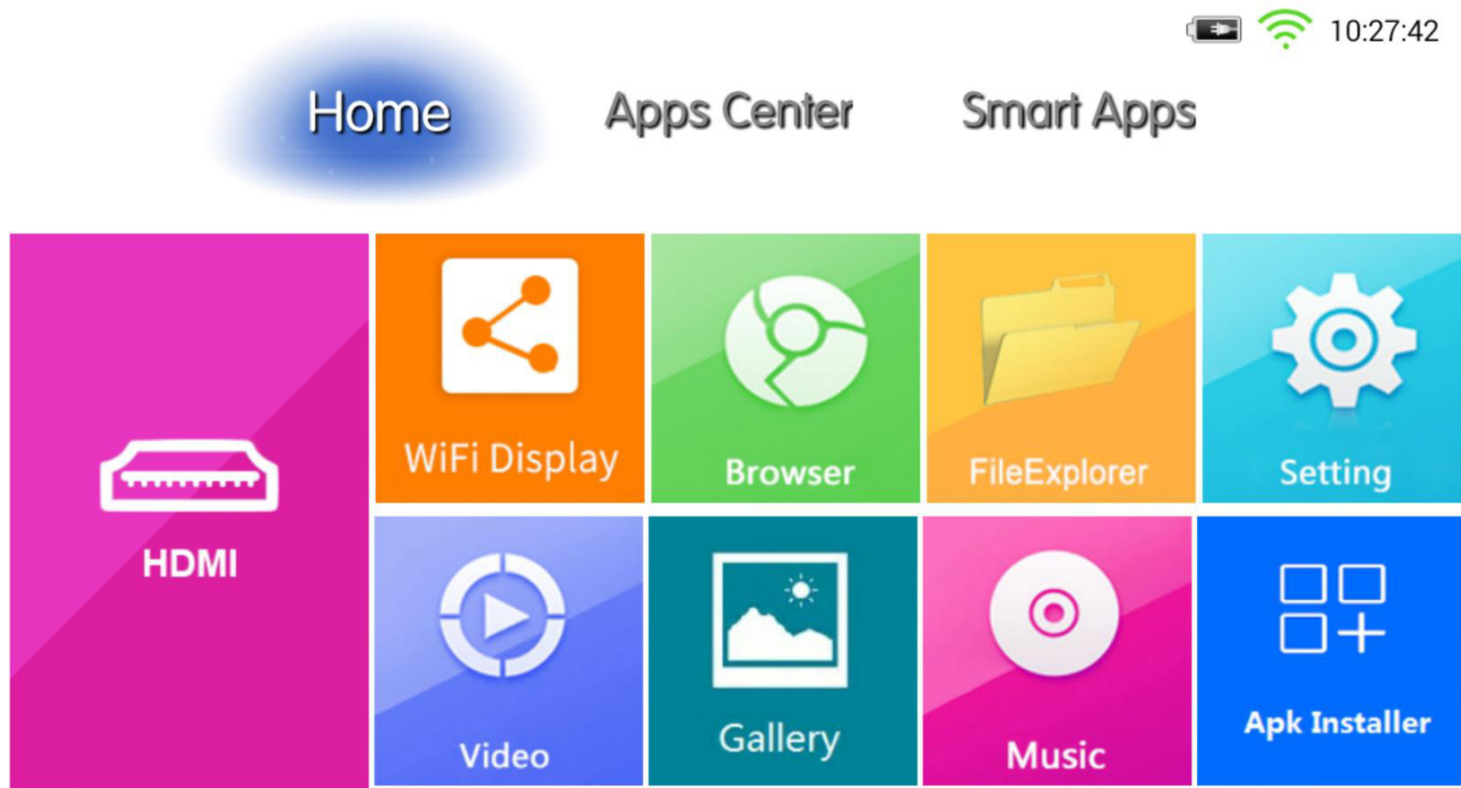 10:27:42
Home Apps Center Smart Apps
HDMI
WiFi Display
Browser
FileExplorer
Setting
Video
Gallery
Music
Apk Installer